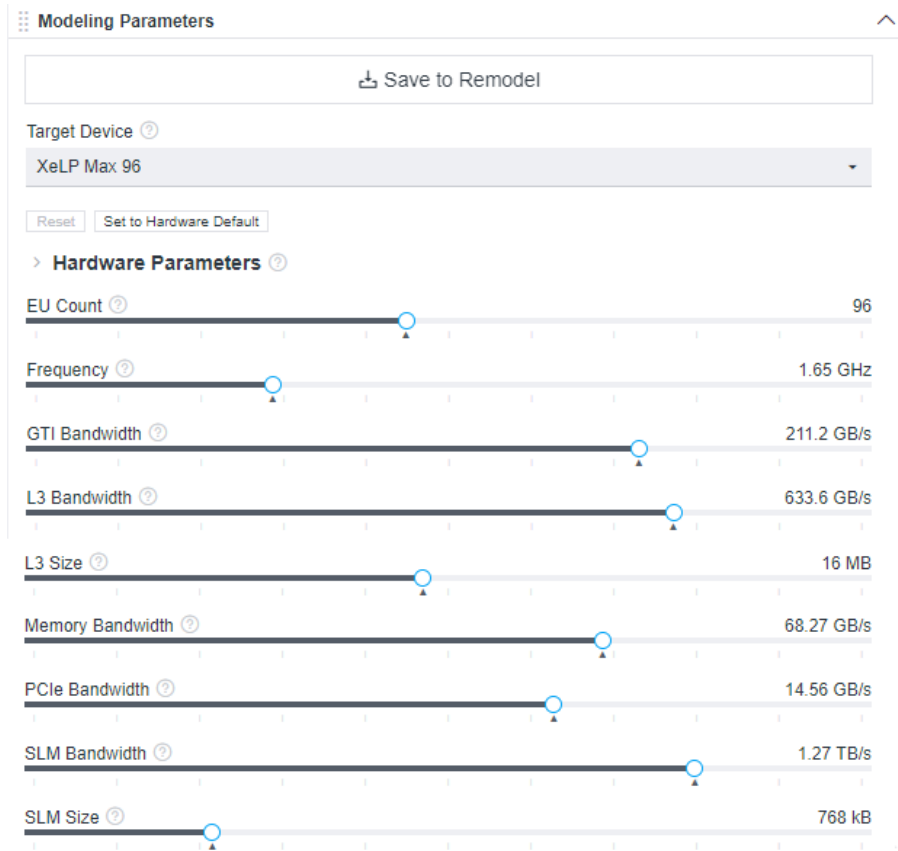 Modeling Parameters
Save to Remodel
Target Device
XeLP Max 96
Reset Set to Hardware Default
Hardware Parameters
EU Count 96
Frequency 1.65 GHz
GTI Bandwidth 211.2 GB/s
L3 Bandwidth 633.6 GB/s
L3 Size 16 MB
Memory Bandwidth 68.27 GB/s
PCIe Bandwidth 14.56 GB/s
SLM Bandwidth 1.27 TB/s
SLM Size 768 kB